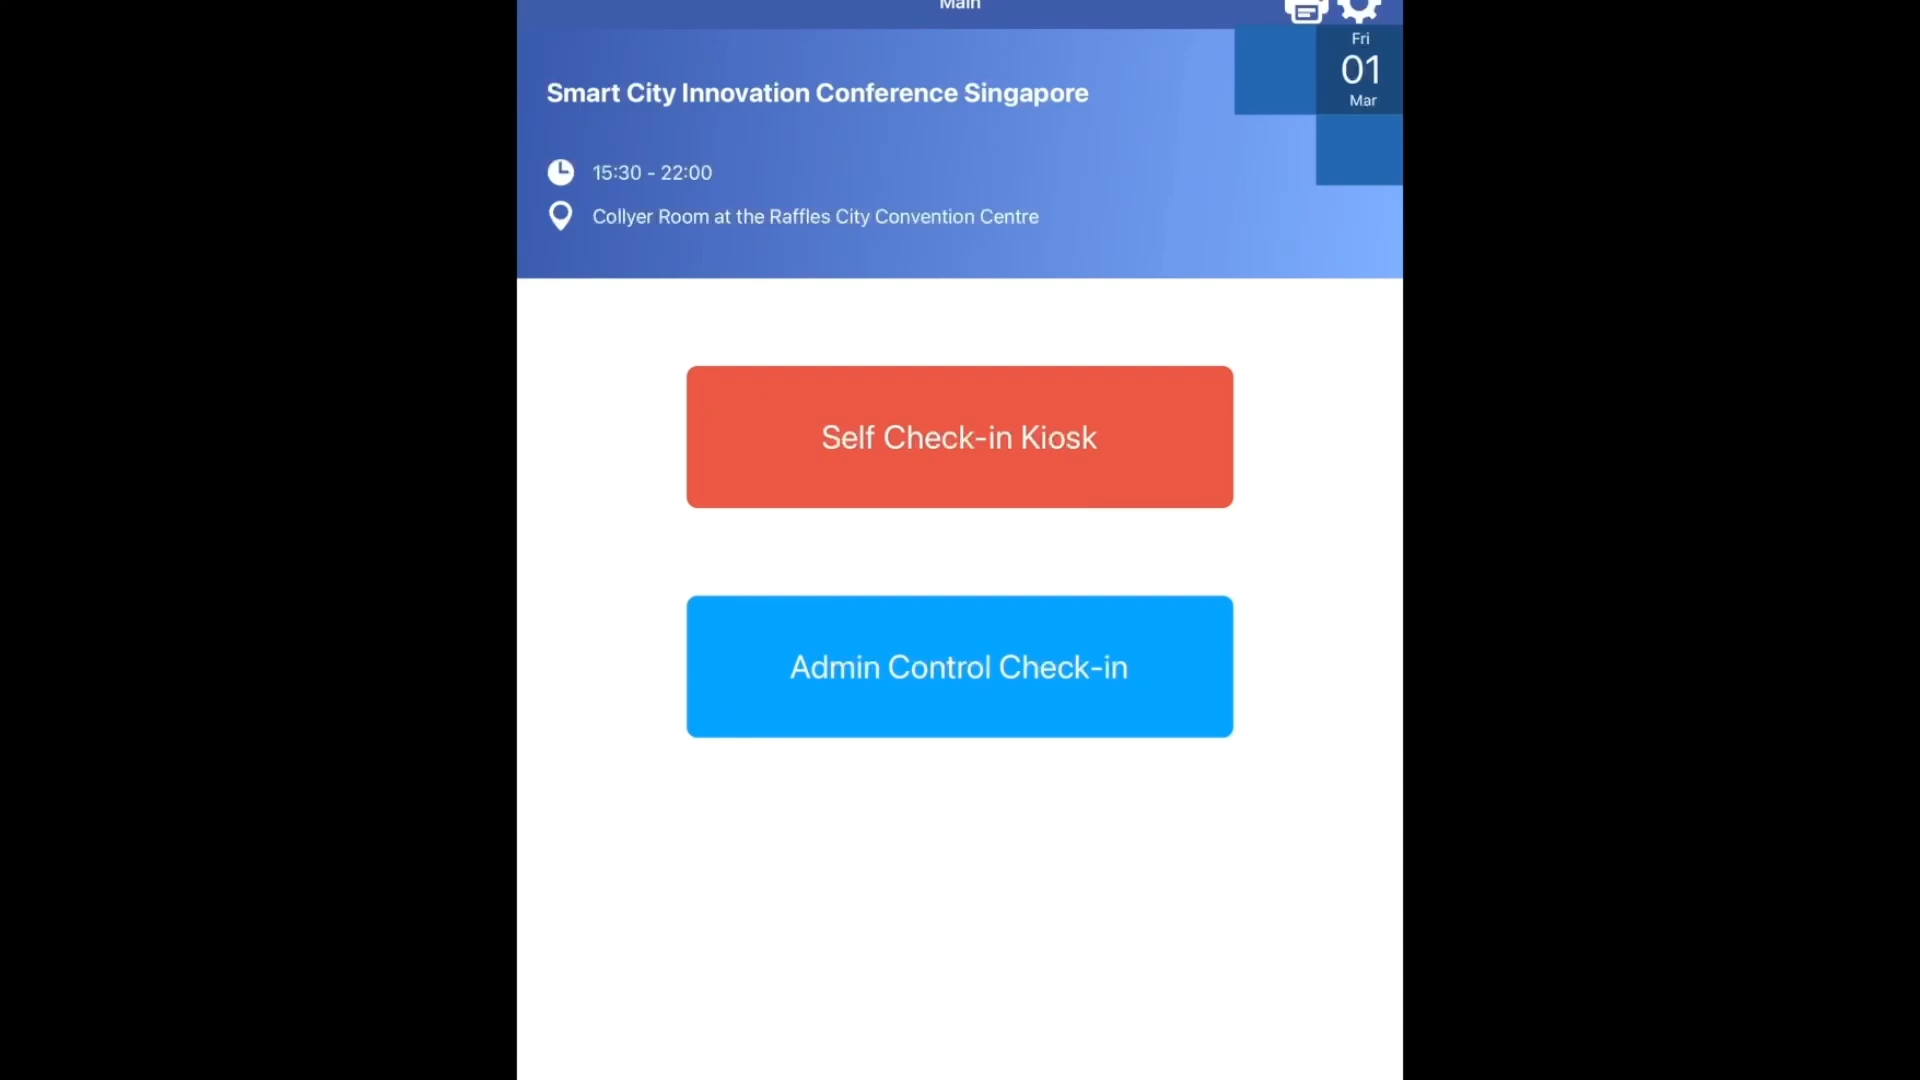 Main
Fri
01
Mar
Smart City Innovation Conference Singapore
15:30 - 22:00
Collyer Room at the Raffles City Convention Centre
Self Check-in Kiosk
Admin Control Check-in